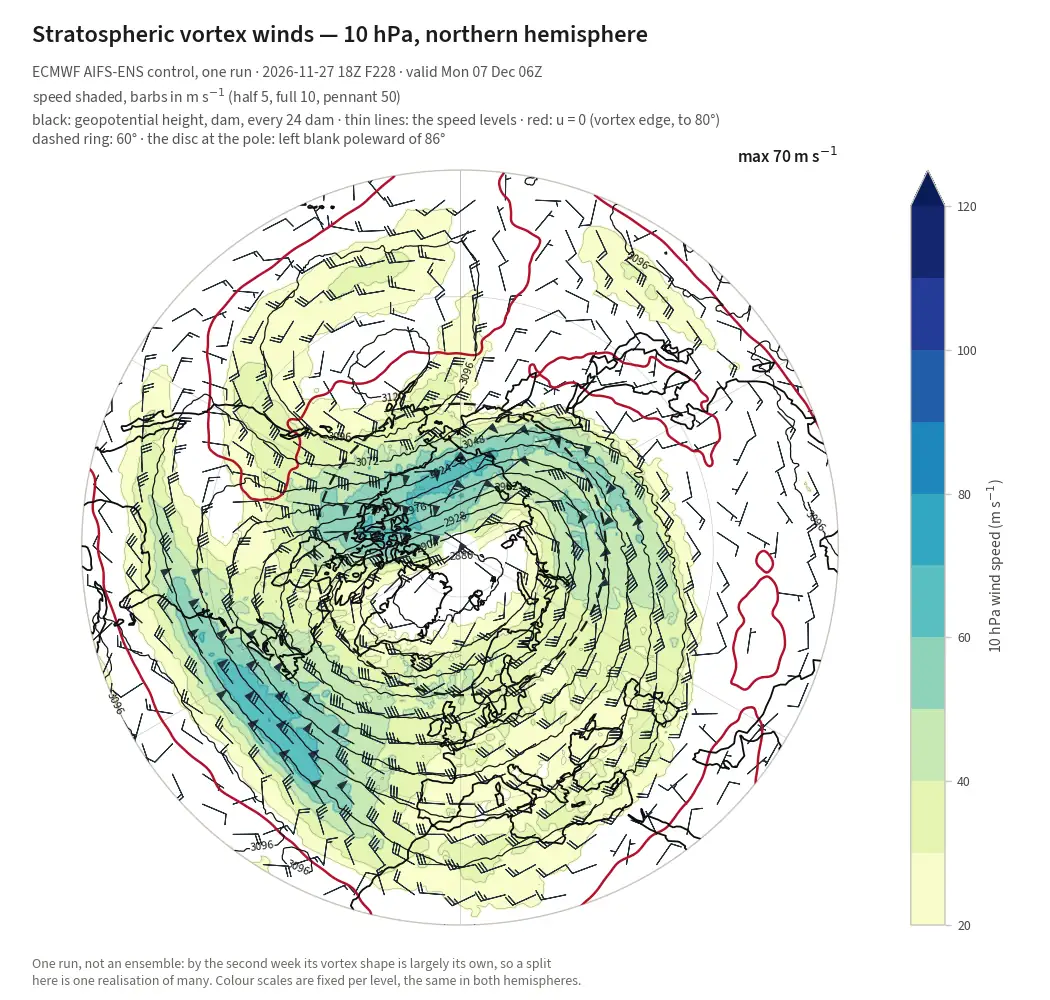 Stratospheric vortex winds — 10 hPa, northern hemisphere
ECMWF AIFS-ENS control, one run · 2026-11-27 18Z F228 · valid Mon 07 Dec 06Z
speed shaded, barbs in m s⁻¹ (half 5, full 10, pennant 50)
black: geopotential height, dam, every 24 dam · thin lines: the speed levels · red: u = 0 (vortex edge, to 80°)
dashed ring: 60° · the disc at the pole: left blank poleward of 86°
max 70 m s⁻¹
120
100
80
60
40
20
10 hPa wind speed (m s⁻¹)
3096
3096
3048
2928
2880
3096
3096
3096
3096
One run, not an ensemble: by the second week its vortex shape is largely its own, so a split
here is one realisation of many. Colour scales are fixed per level, the same in both hemispheres.